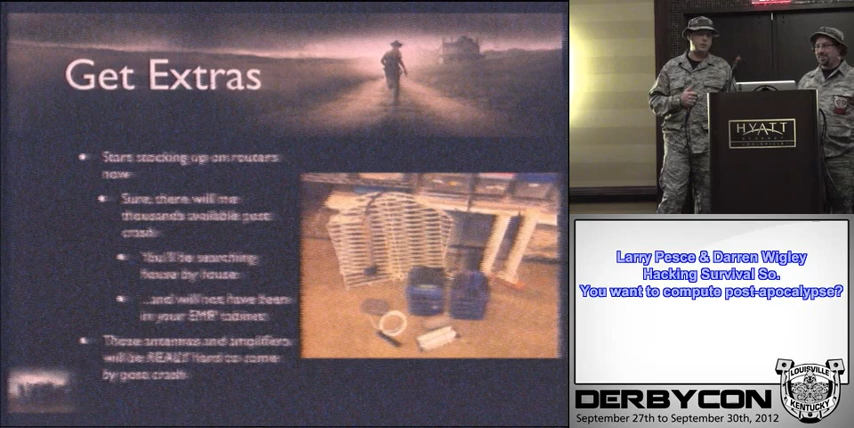 Get Extras
Start stocking up on routers
now
Sure, there will me
thousands available post
crash
You'll be searching
house by house
...and will not have been
in your EMP cabinet
Those antennas and amplifiers
will be REALY hard to come
by post crash
HYATT
Larry Pesce & Darren Wigley
Hacking Survival So.
You want to compute post-apocalypse?
DERBYCON
September 27th to September 30th, 2012
LOUISVILLE
KENTUCKY